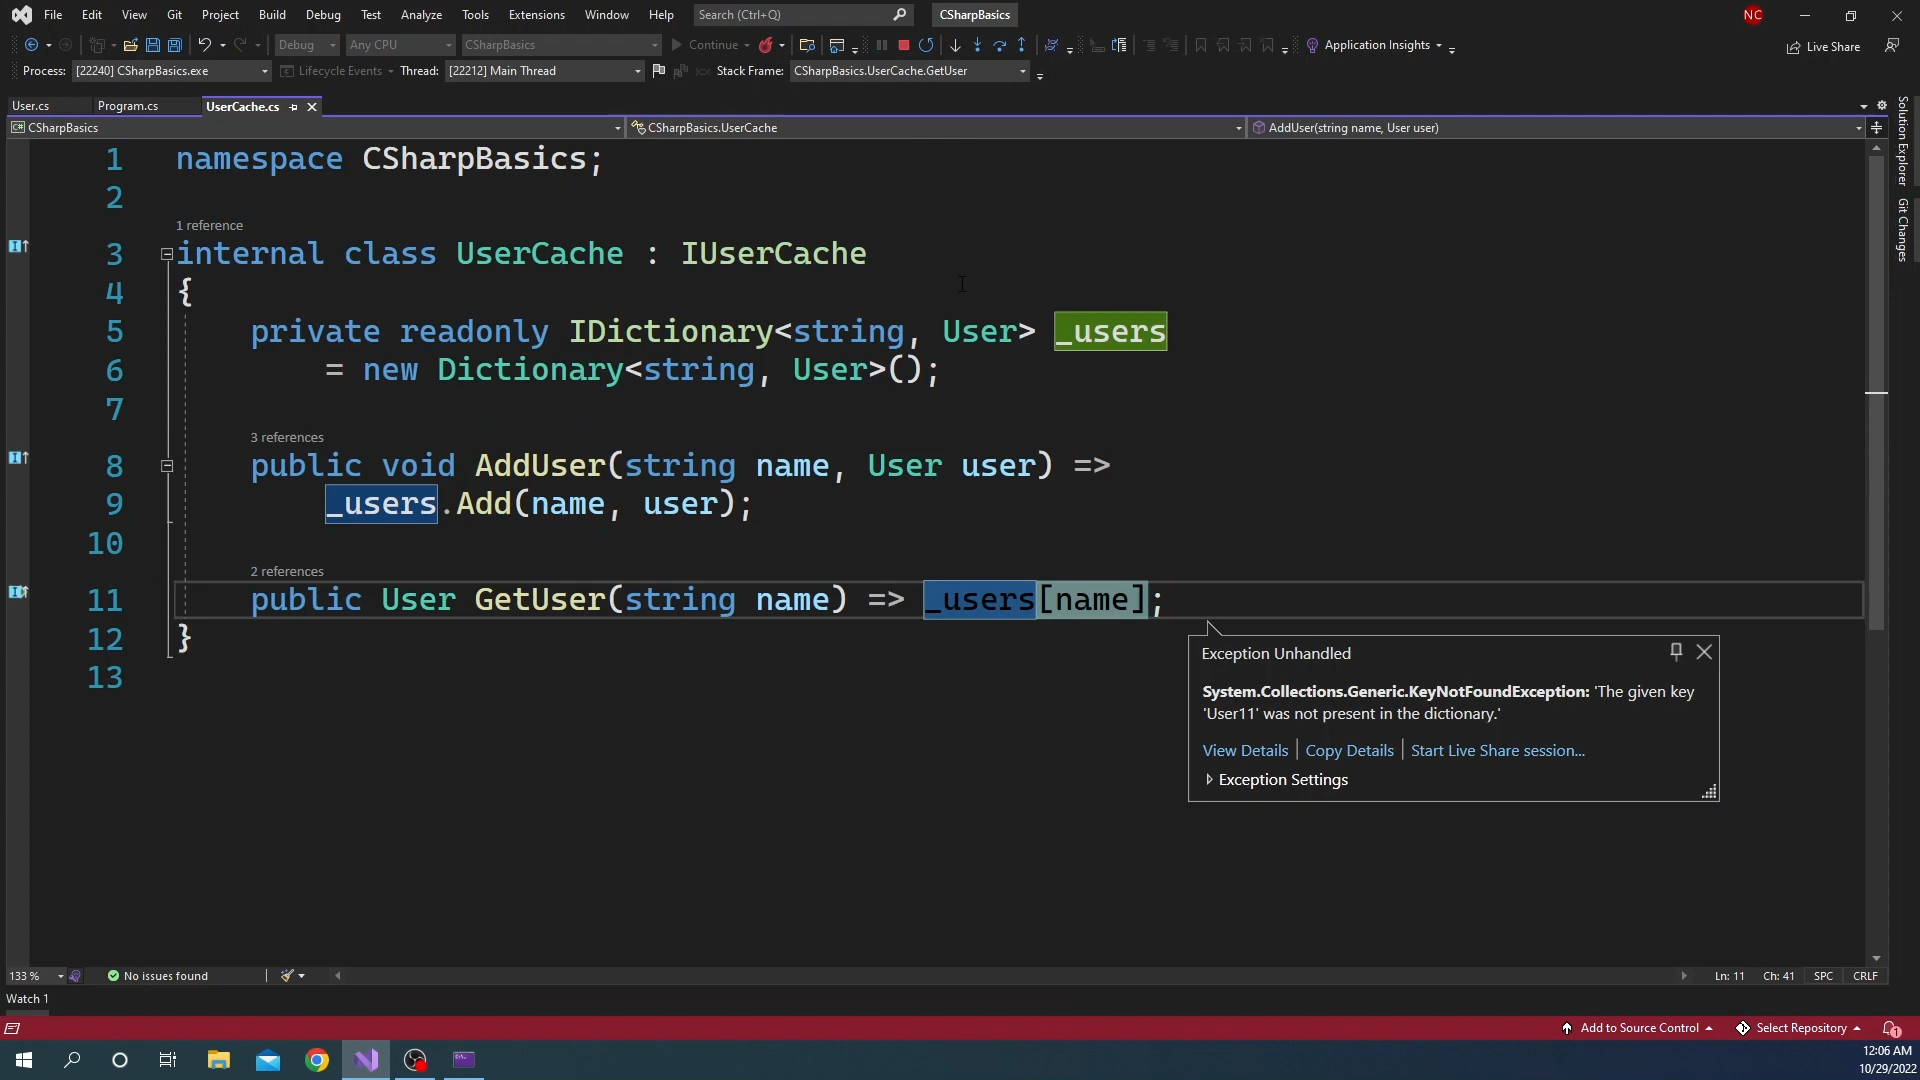 File Edit View Git Project Build Debug Test Analyze Tools Extensions Window Help Search (Ctrl+Q) CSharpBasics NC
Debug Any CPU CSharpBasics Continue Application Insights Live Share
Process: [22240] CSharpBasics.exe Lifecycle Events Thread: [22212] Main Thread Stack Frame: CSharpBasics.UserCache.GetUser
User.cs Program.cs UserCache.cs
CSharpBasics CSharpBasics.UserCache AddUser(string name, User user)
1 namespace CSharpBasics;
2
1 reference
3 internal class UserCache : IUserCache
4 {
5 private readonly IDictionary<string, User> _users
6 = new Dictionary<string, User>();
7
3 references
8 public void AddUser(string name, User user) =>
9 _users.Add(name, user);
10
2 references
11 public User GetUser(string name) => _users[name];
12 }
13
Exception Unhandled
System.Collections.Generic.KeyNotFoundException: 'The given key
'User11' was not present in the dictionary.'
View Details Copy Details Start Live Share session...
Exception Settings
Solution Explorer
Git Changes
133 % No issues found Ln: 11 Ch: 41 SPC CRLF
Watch 1
Add to Source Control Select Repository 1
12:06 AM
10/29/2022